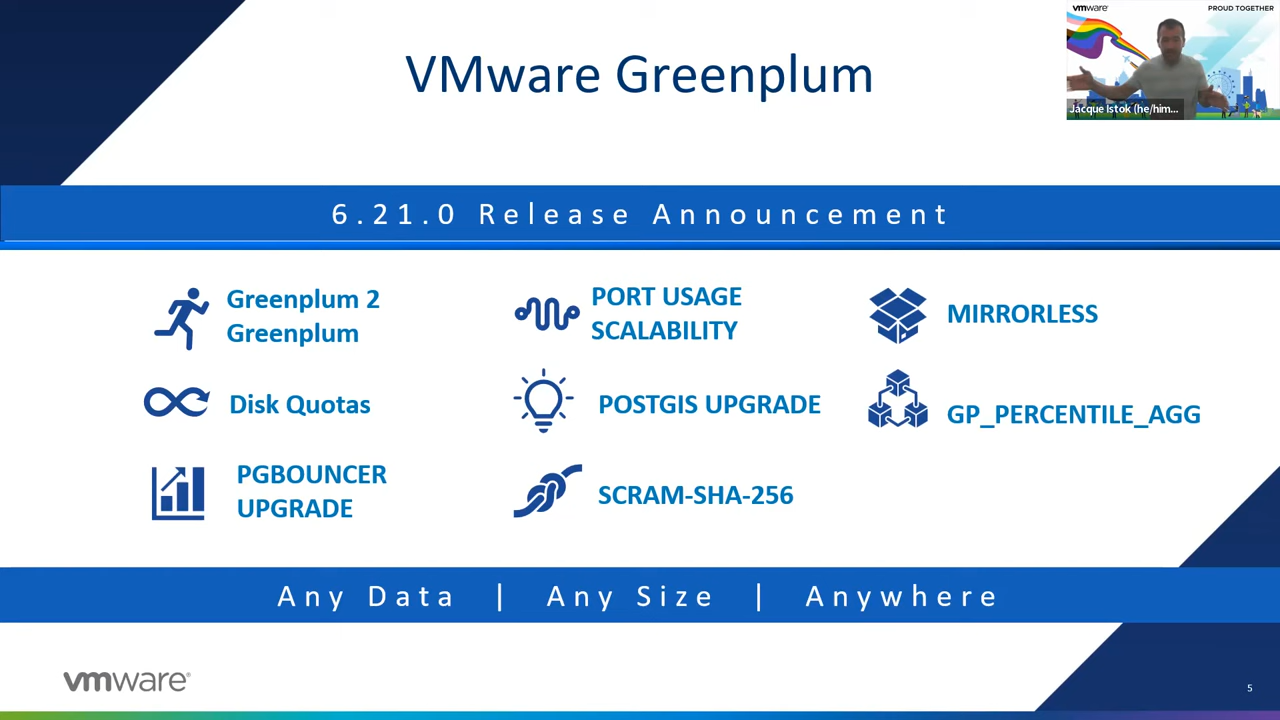 VMware Greenplum
vmware®
PROUD TOGETHER
Jacque Istok (he/him...
6.21.0 Release Announcement
Greenplum 2
Greenplum
PORT USAGE
SCALABILITY
MIRRORLESS
Disk Quotas
POSTGIS UPGRADE
GP_PERCENTILE_AGG
PGBOUNCER
UPGRADE
SCRAM-SHA-256
Any Data | Any Size | Anywhere
vmware®
5